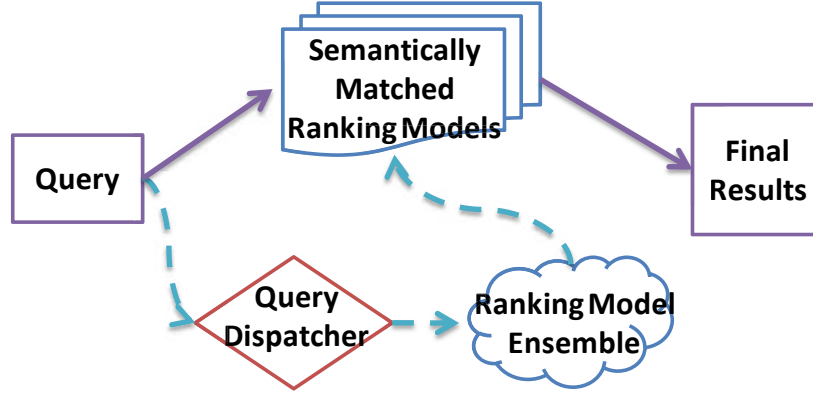 Semantically
Matched
Ranking Models
Query
Final
Results
Query
Dispatcher
Ranking Model
Ensemble